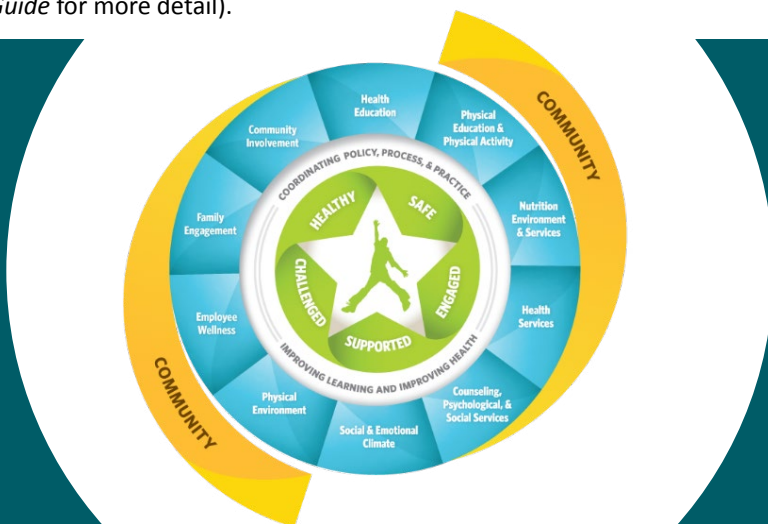 Guide for more detail).
COMMUNITY
Health
Education
Physical
Education &
Physical Activity
Nutrition
Environment
& Services
Health
Services
Counseling,
Psychological, &
Social Services
Social & Emotional
Climate
Physical
Environment
Employee
Wellness
Family
Engagement
Community
Involvement
COORDINATING POLICY, PROCESS, & PRACTICE
IMPROVING LEARNING AND IMPROVING HEALTH
HEALTHY
SAFE
ENGAGED
SUPPORTED
CHALLENGED
COMMUNITY